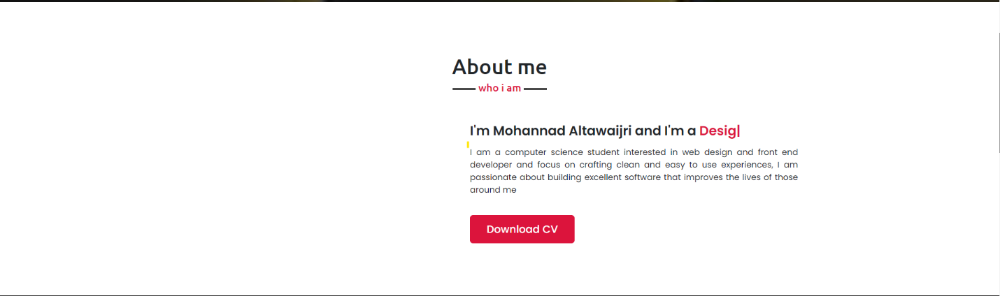 About me
who i am
I'm Mohannad Altawaijri and I'm a Desig|
I am a computer science student interested in web design and front end
developer and focus on crafting clean and easy to use experiences, I am
passionate about building excellent software that improves the lives of those
around me
Download CV